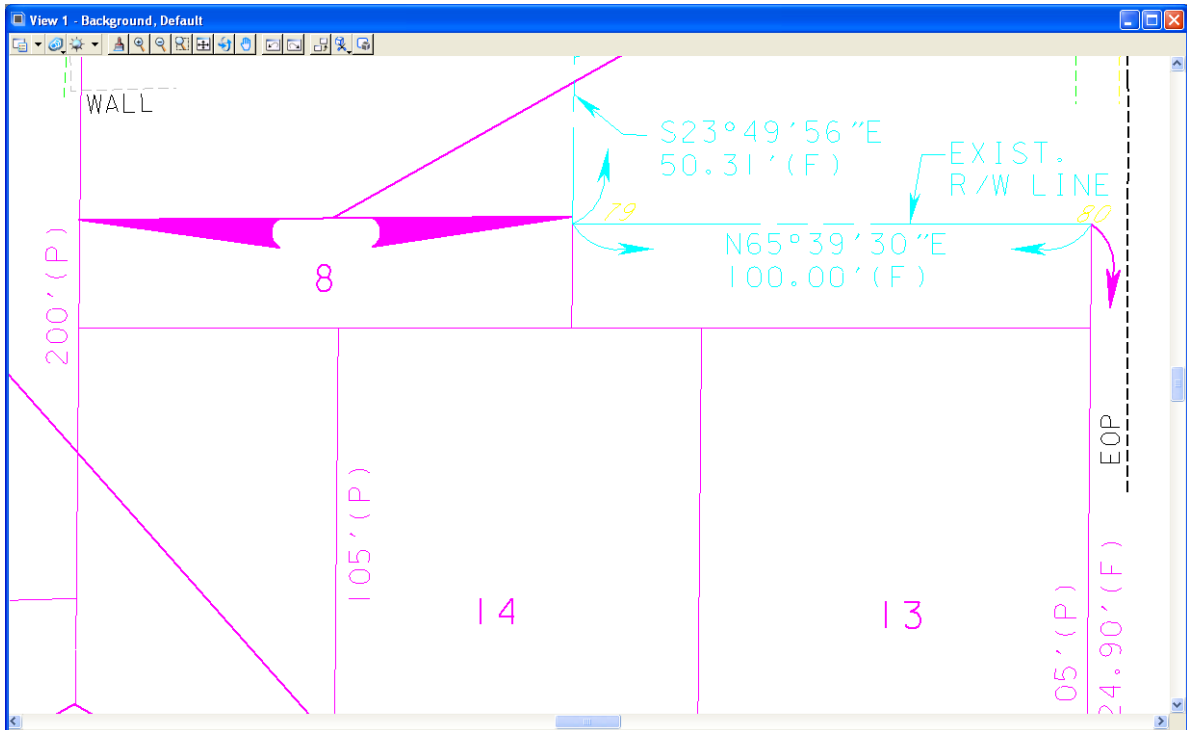 View 1 - Background, Default
WALL
S23°49'56"E
50.31'(F)
EXIST.
R/W LINE
79
80
N65°39'30"E
100.00'(F)
200'(P)
8
EOP
105'(P)
14
13
05'(P)
24.90'(F)